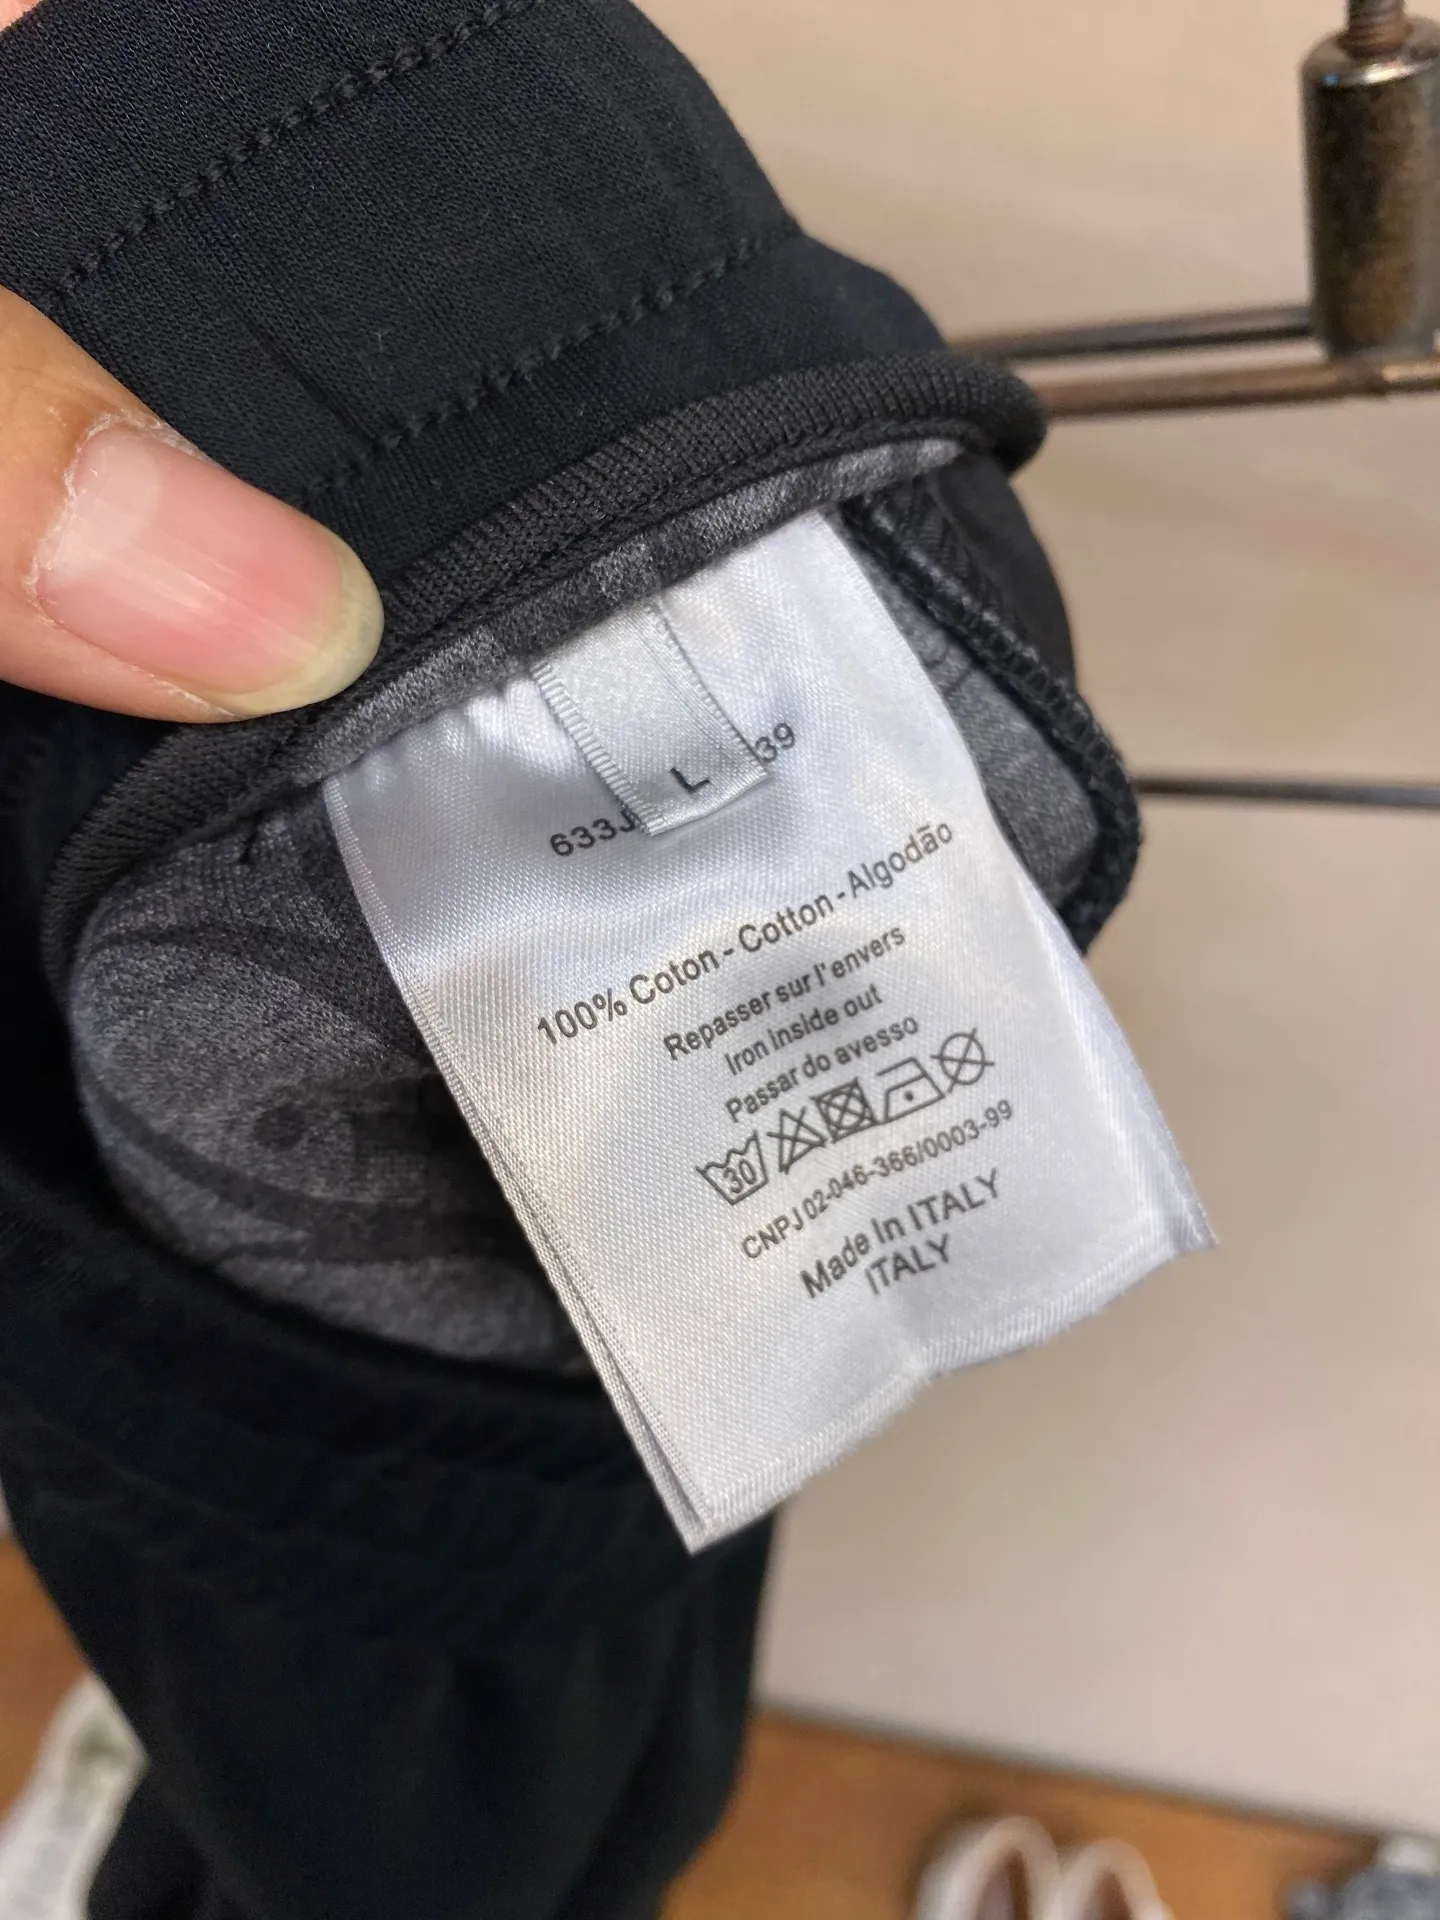 L
633J 39
100% Coton - Cotton - Algodão
Repasser sur l'envers
Iron inside out
Passar do avesso
30
CNPJ 02-046-366/0003-99
Made In ITALY
ITALY